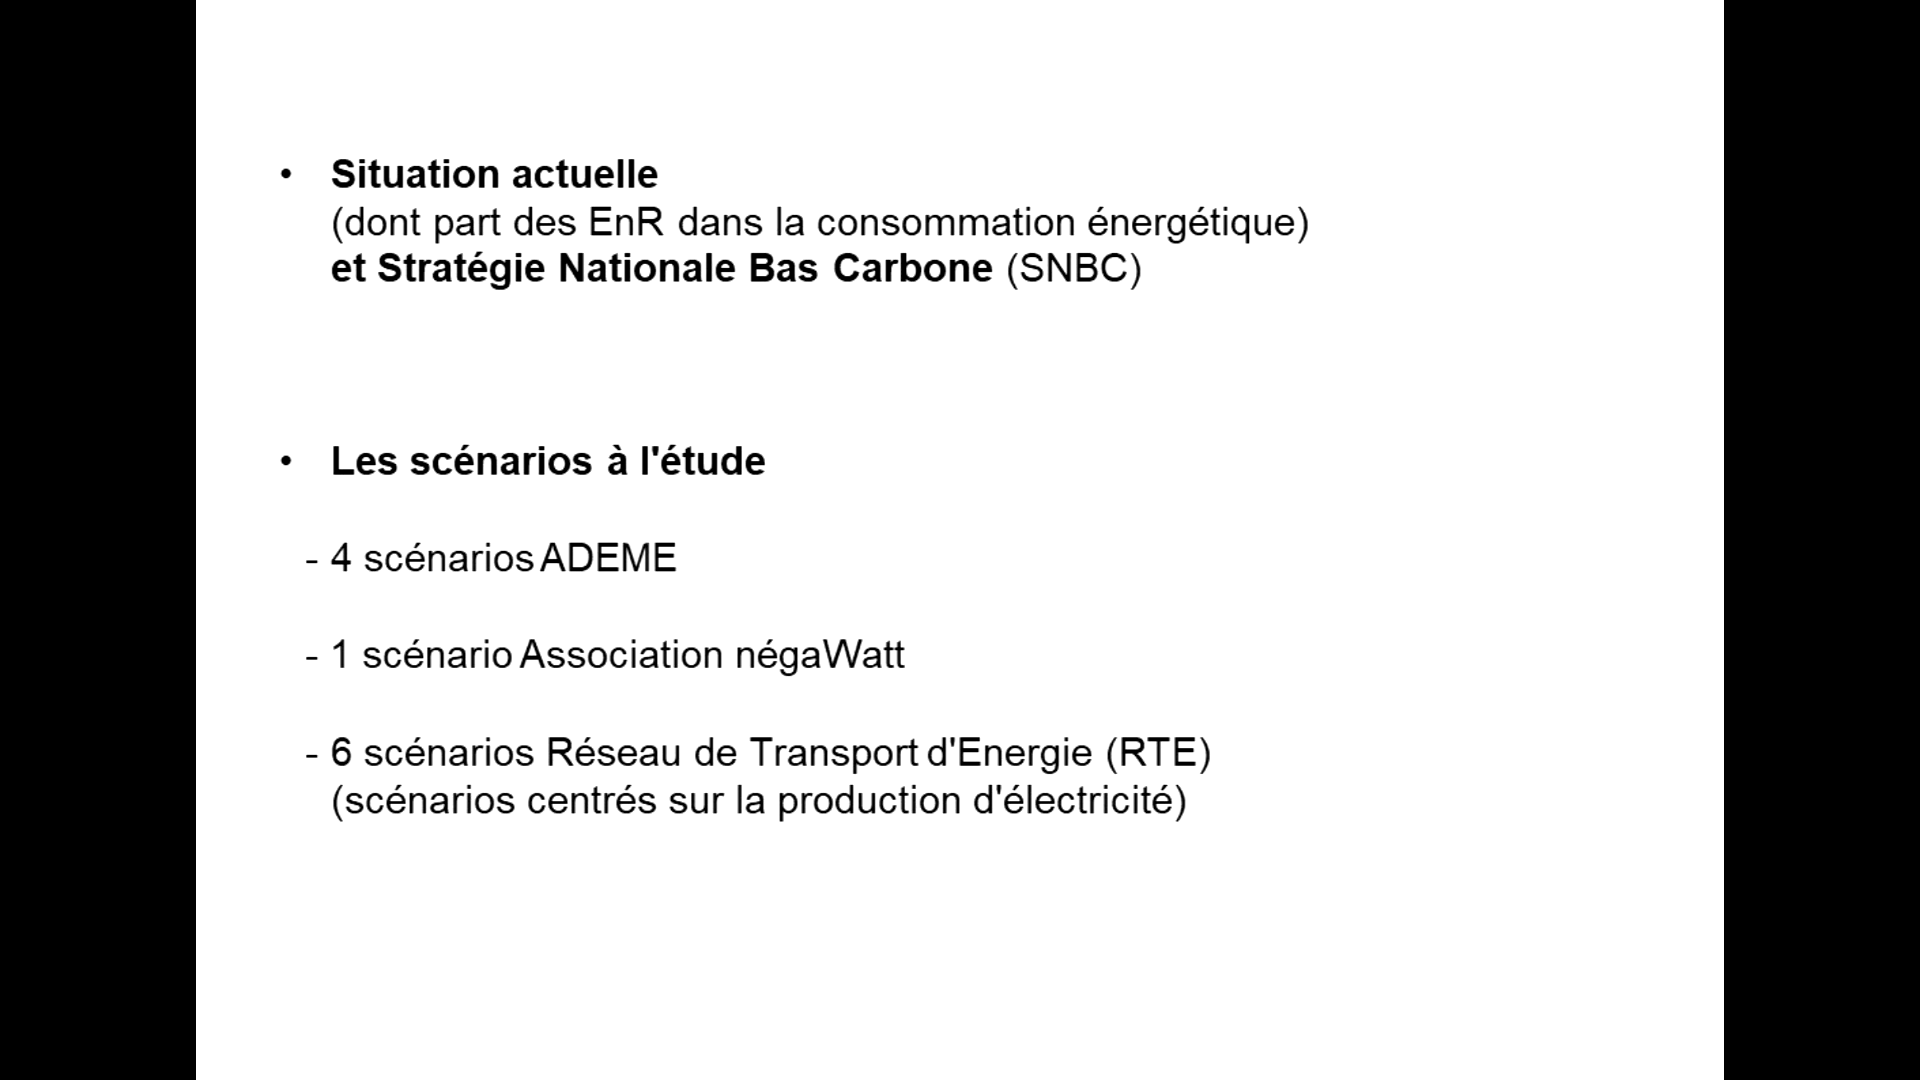 • Situation actuelle
(dont part des EnR dans la consommation énergétique)
et Stratégie Nationale Bas Carbone (SNBC)
• Les scénarios à l'étude
- 4 scénarios ADEME
- 1 scénario Association négaWatt
- 6 scénarios Réseau de Transport d'Energie (RTE)
(scénarios centrés sur la production d'électricité)